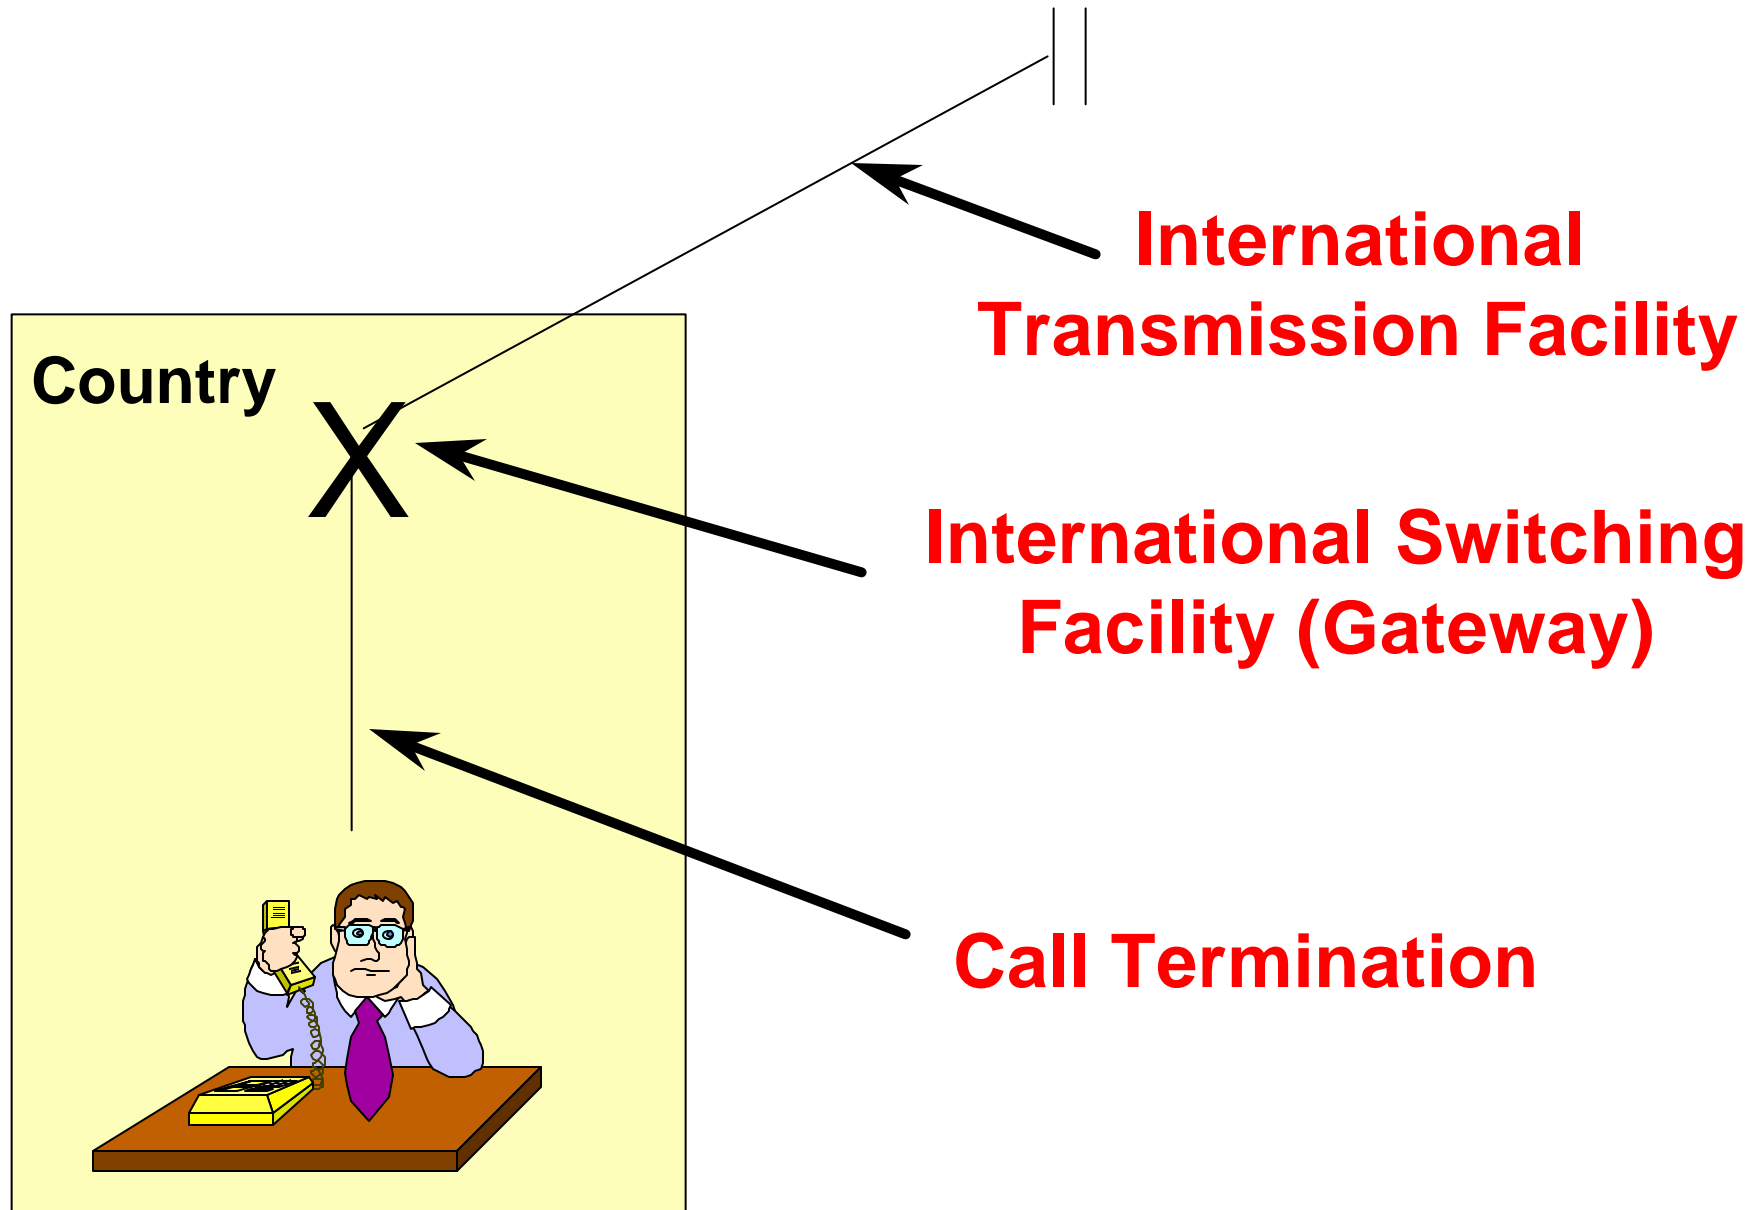 International
Transmission Facility
Country
X
International Switching
Facility (Gateway)
Call Termination